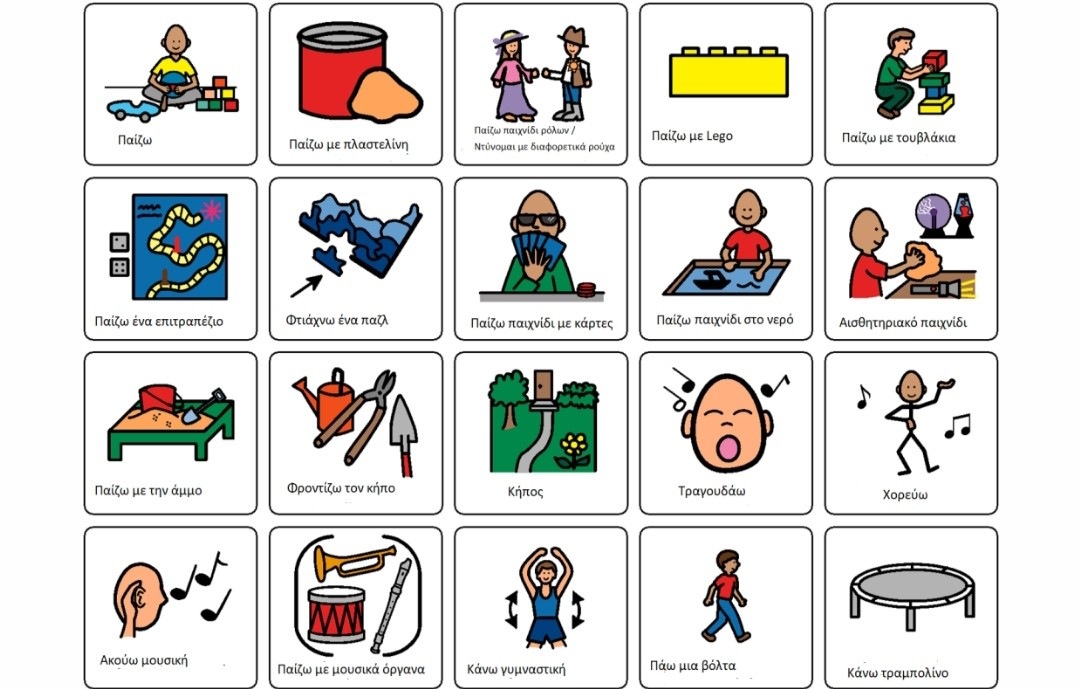 Παίζω
Παίζω με πλαστελίνη
Παίζω παιχνίδι ρόλων /
Ντύνομαι με διαφορετικά ρούχα
Παίζω με Lego
Παίζω με τουβλάκια
Παίζω ένα επιτραπέζιο
Φτιάχνω ένα παζλ
Παίζω παιχνίδι με κάρτες
Παίζω παιχνίδι στο νερό
Αισθητηριακό παιχνίδι
Παίζω με την άμμο
Φροντίζω τον κήπο
Κήπος
Τραγουδάω
Χορεύω
Ακούω μουσική
Παίζω με μουσικά όργανα
Κάνω γυμναστική
Πάω μια βόλτα
Κάνω τραμπολίνο